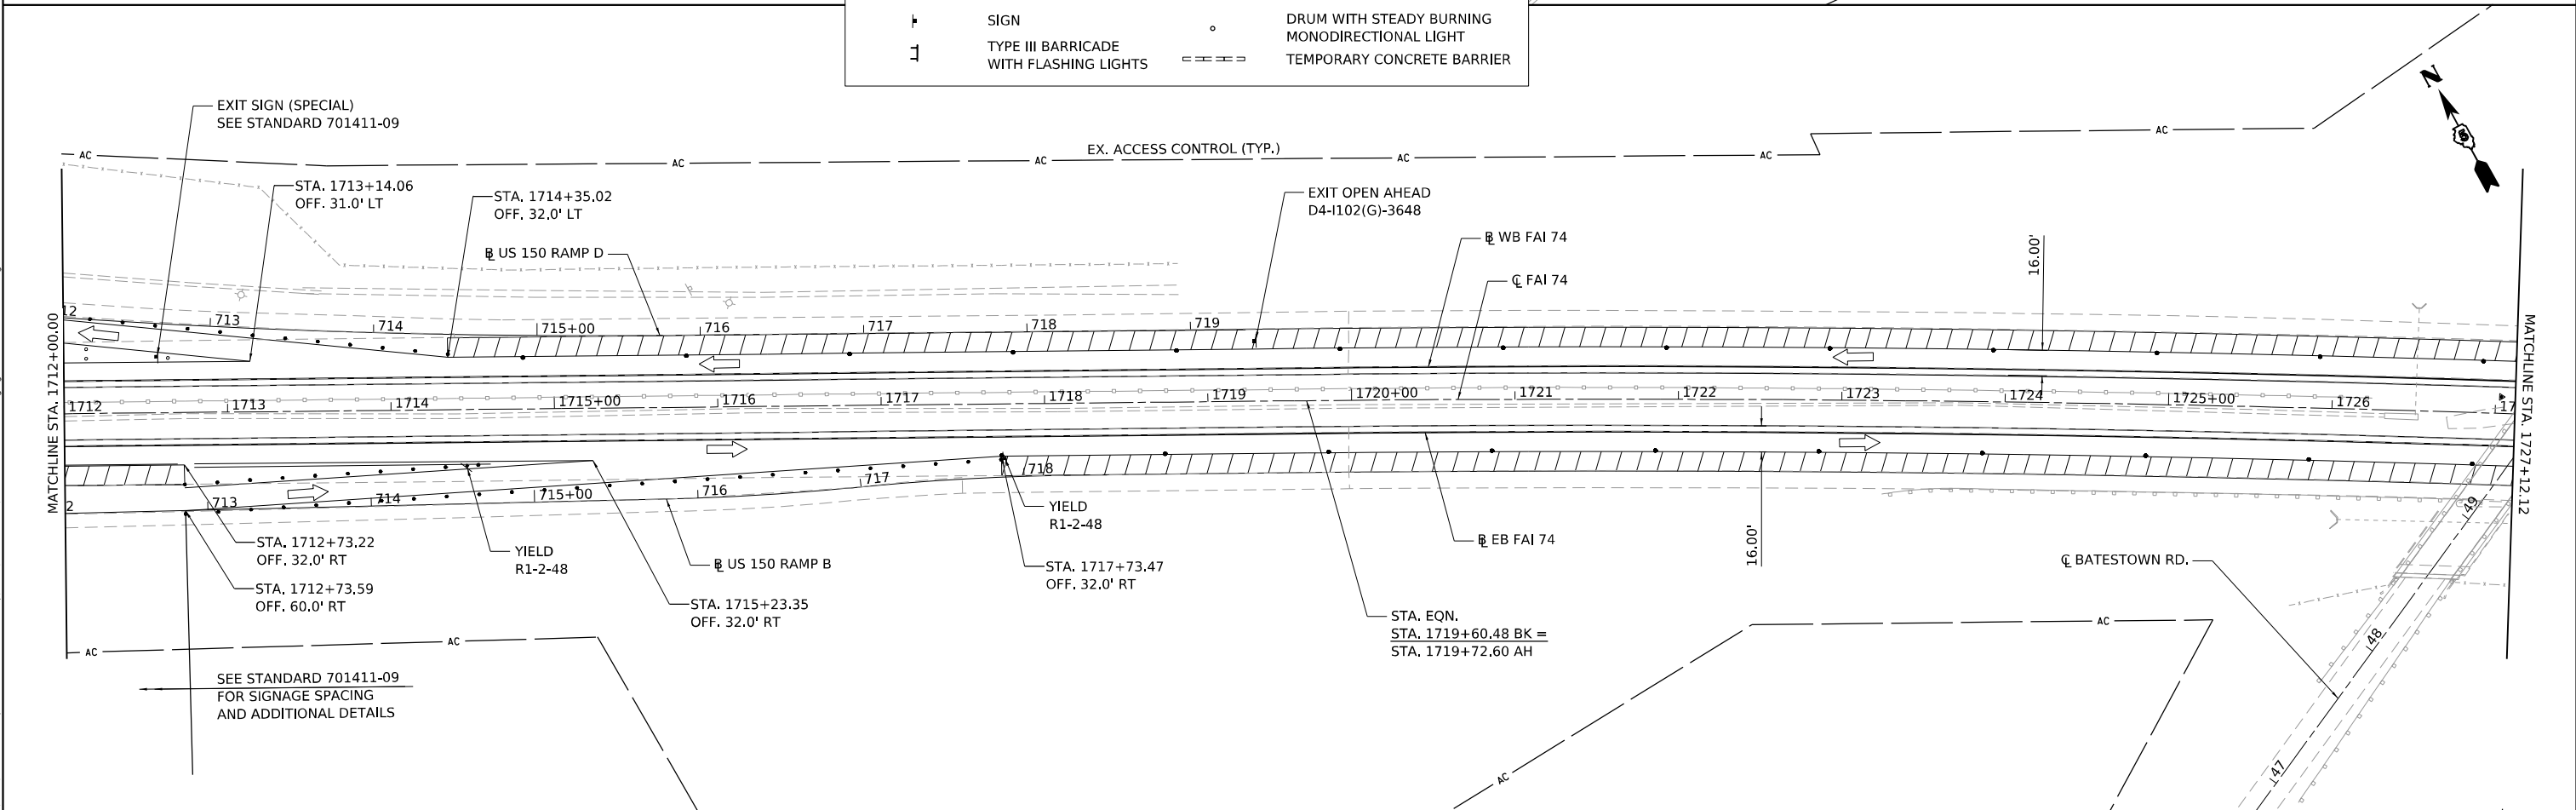 SIGN
TYPE III BARRICADE
WITH FLASHING LIGHTS
DRUM WITH STEADY BURNING
MONODIRECTIONAL LIGHT
TEMPORARY CONCRETE BARRIER
N
EXIT SIGN (SPECIAL)
SEE STANDARD 701411-09
AC
AC
AC
EX. ACCESS CONTROL (TYP.)
AC
AC
AC
STA. 1713+14.06
OFF. 31.0' LT
STA. 1714+35.02
OFF. 32.0' LT
EXIT OPEN AHEAD
D4-I102(G)-3648
℄ US 150 RAMP D
℄ WB FAI 74
℄ FAI 74
16.00'
MATCHLINE STA. 1712+00.00
12
713
714
715+00
716
717
718
719
1712
1713
1714
1715+00
1716
1717
1718
1719
1720+00
1721
1722
1723
1724
1725+00
1726
17
MATCHLINE STA. 1727+12.12
2
713
714
715+00
716
717
718
STA. 1712+73.22
OFF. 32.0' RT
STA. 1712+73.59
OFF. 60.0' RT
YIELD
R1-2-48
℄ US 150 RAMP B
STA. 1715+23.35
OFF. 32.0' RT
YIELD
R1-2-48
STA. 1717+73.47
OFF. 32.0' RT
℄ EB FAI 74
16.00'
STA. EQN.
STA. 1719+60.48 BK =
STA. 1719+72.60 AH
℄ BATESTOWN RD.
49
48
47
AC
AC
AC
AC
SEE STANDARD 701411-09
FOR SIGNAGE SPACING
AND ADDITIONAL DETAILS